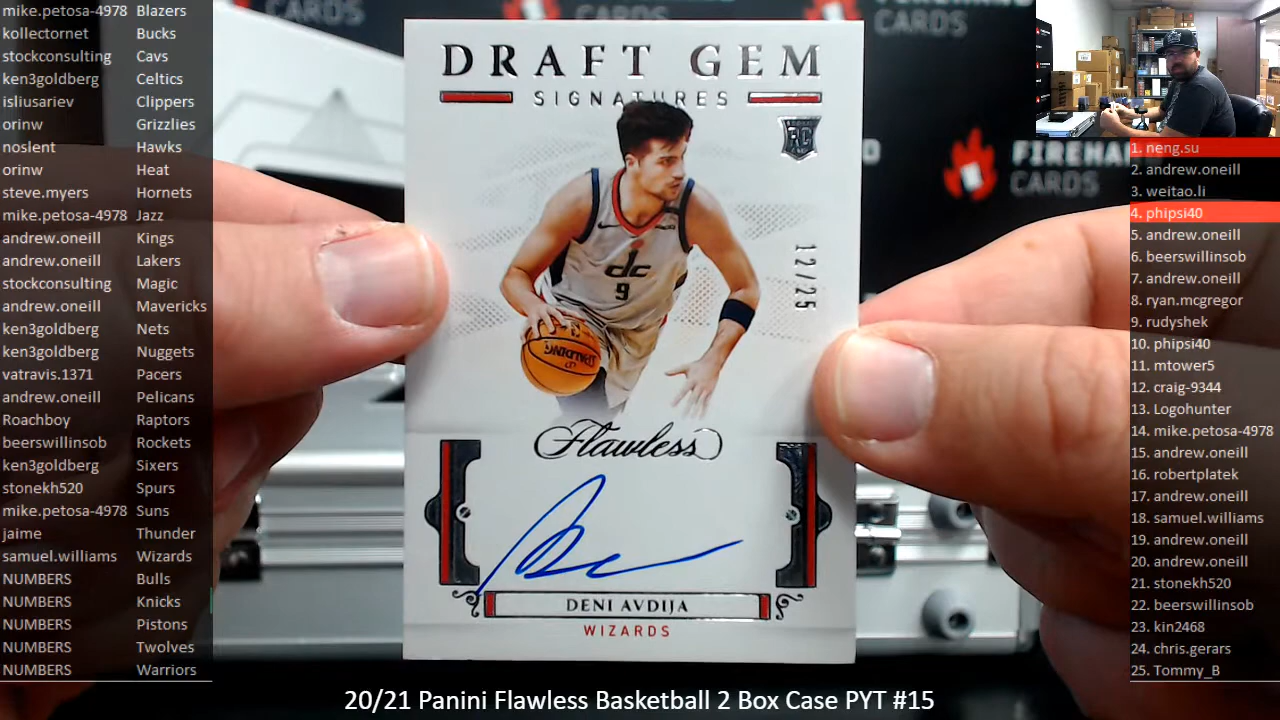 mike.petosa-4978 Blazers
kollectornet Bucks
stockconsulting Cavs
ken3goldberg Celtics
isliusariev Clippers
orinw Grizzlies
noslent Hawks
orinw Heat
steve.myers Hornets
mike.petosa-4978 Jazz
andrew.oneill Kings
andrew.oneill Lakers
stockconsulting Magic
andrew.oneill Mavericks
ken3goldberg Nets
ken3goldberg Nuggets
vatravis.1371 Pacers
andrew.oneill Pelicans
Roachboy Raptors
beerswillinsob Rockets
ken3goldberg Sixers
stonekh520 Spurs
mike.petosa-4978 Suns
jaime Thunder
samuel.williams Wizards
NUMBERS Bulls
NUMBERS Knicks
NUMBERS Pistons
NUMBERS Twolves
NUMBERS Warriors
DRAFT GEM
SIGNATURES
RC
dc
9
SPALDING
12/25
Flawless
DENI AVDIJA
WIZARDS
CARDS
CARDS
FIREHA
CARDS
1. neng.su
2. andrew.oneill
3. weitao.li
4. phipsi40
5. andrew.oneill
6. beerswillinsob
7. andrew.oneill
8. ryan.mcgregor
9. rudyshek
10. phipsi40
11. mtower5
12. craig-9344
13. Logohunter
14. mike.petosa-4978
15. andrew.oneill
16. robertplatek
17. andrew.oneill
18. samuel.williams
19. andrew.oneill
20. andrew.oneill
21. stonekh520
22. beerswillinsob
23. kin2468
24. chris.gerars
25. Tommy_B
20/21 Panini Flawless Basketball 2 Box Case PYT #15